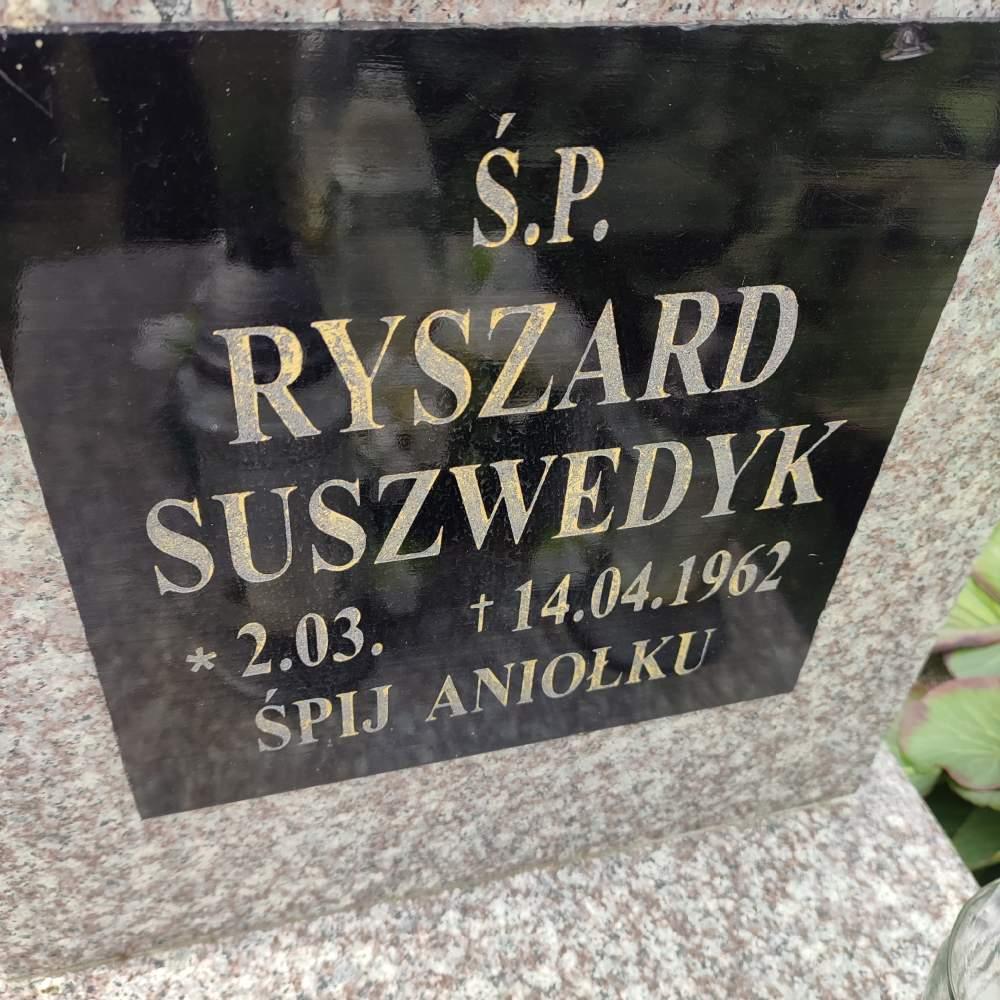 Ś.P.
RYSZARD
SUSZWEDYK
* 2.03. † 14.04.1962
ŚPIJ ANIOŁKU